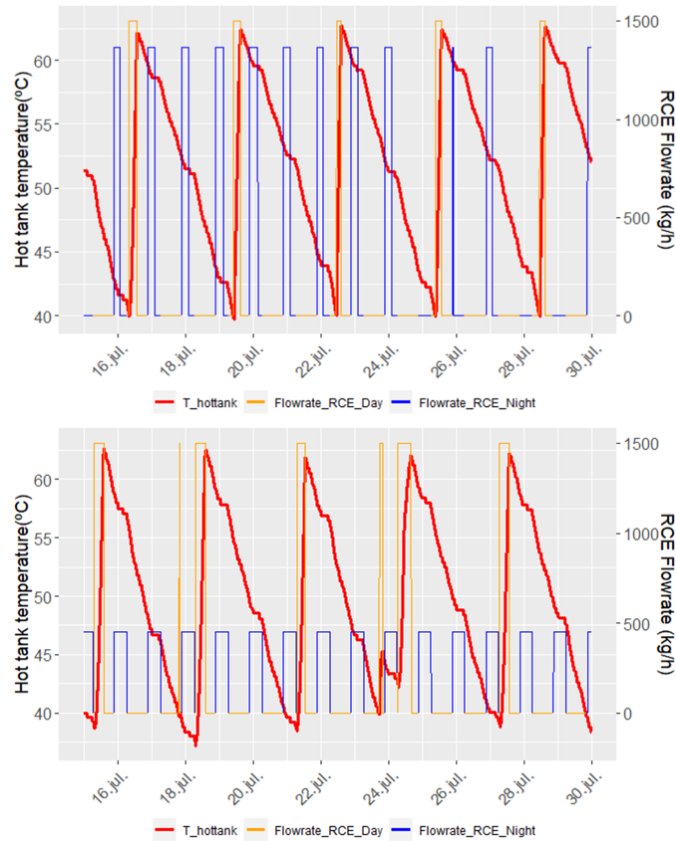 Hot tank temperature(ºC)
60
55
50
45
40
1500
1000
500
0
RCE Flowrate (kg/h)
16.jul.
18.jul.
20.jul.
22.jul.
24.jul.
26.jul.
28.jul.
30.jul.
T_hottank Flowrate_RCE_Day Flowrate_RCE_Night
Hot tank temperature(ºC)
60
55
50
45
40
1500
1000
500
0
RCE Flowrate (kg/h)
16.jul.
18.jul.
20.jul.
22.jul.
24.jul.
26.jul.
28.jul.
30.jul.
T_hottank Flowrate_RCE_Day Flowrate_RCE_Night